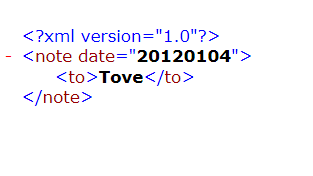 <?xml version="1.0"?>
- <note date="20120104">
<to>Tove</to>
</note>